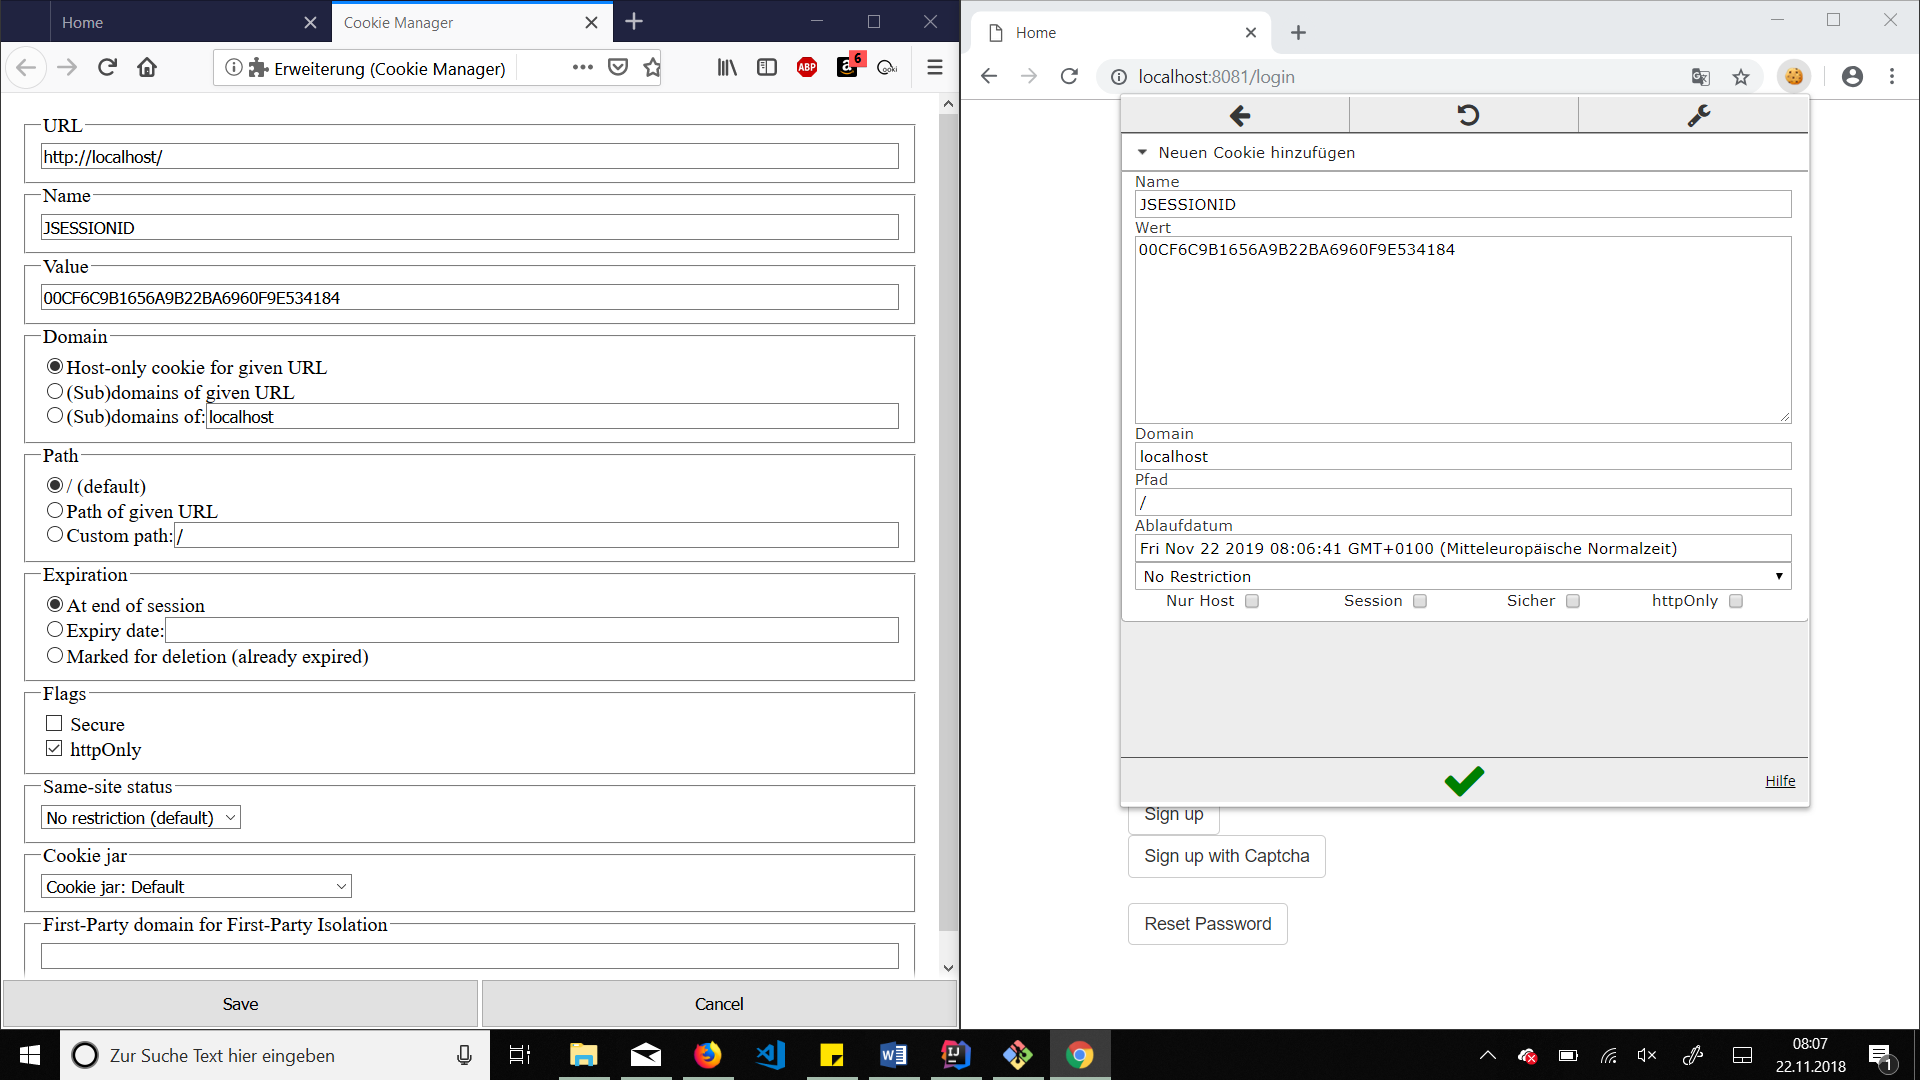 Home
Cookie Manager
Erweiterung (Cookie Manager)
ABP
6
URL
http://localhost/
Name
JSESSIONID
Value
00CF6C9B1656A9B22BA6960F9E534184
Domain
Host-only cookie for given URL
(Sub)domains of given URL
(Sub)domains of: localhost
Path
/ (default)
Path of given URL
Custom path: /
Expiration
At end of session
Expiry date:
Marked for deletion (already expired)
Flags
Secure
httpOnly
Same-site status
No restriction (default)
Cookie jar
Cookie jar: Default
First-Party domain for First-Party Isolation
Save
Cancel
Home
localhost:8081/login
Neuen Cookie hinzufügen
Name
JSESSIONID
Wert
00CF6C9B1656A9B22BA6960F9E534184
Domain
localhost
Pfad
/
Ablaufdatum
Fri Nov 22 2019 08:06:41 GMT+0100 (Mitteleuropäische Normalzeit)
No Restriction
Nur Host Session Sicher httpOnly
Hilfe
Sign up
Sign up with Captcha
Reset Password
Zur Suche Text hier eingeben
08:07
22.11.2018
1